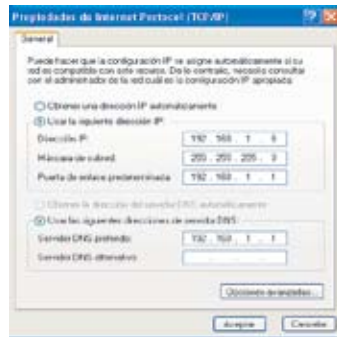 Propiedades de Internet Protocol (TCP/IP)
General
Puede hacer que la configuración IP se asigne automáticamente si su
red es compatible con este recurso. De lo contrario, necesita consultar
con el administrador de la red cuál es la configuración IP apropiada.
Obtener una dirección IP automáticamente
Usar la siguiente dirección IP:
Dirección IP: 192 . 168 . 1 .
Máscara de subred: 255 . 255 . 255 . 0
Puerta de enlace predeterminada: 192 . 168 . 1 . 1
Obtener la dirección del servidor DNS automáticamente
Usar las siguientes direcciones de servidor DNS:
Servidor DNS preferido: 192 . 168 . 1 . 1
Servidor DNS alternativo:
Opciones avanzadas...
Aceptar Cancelar